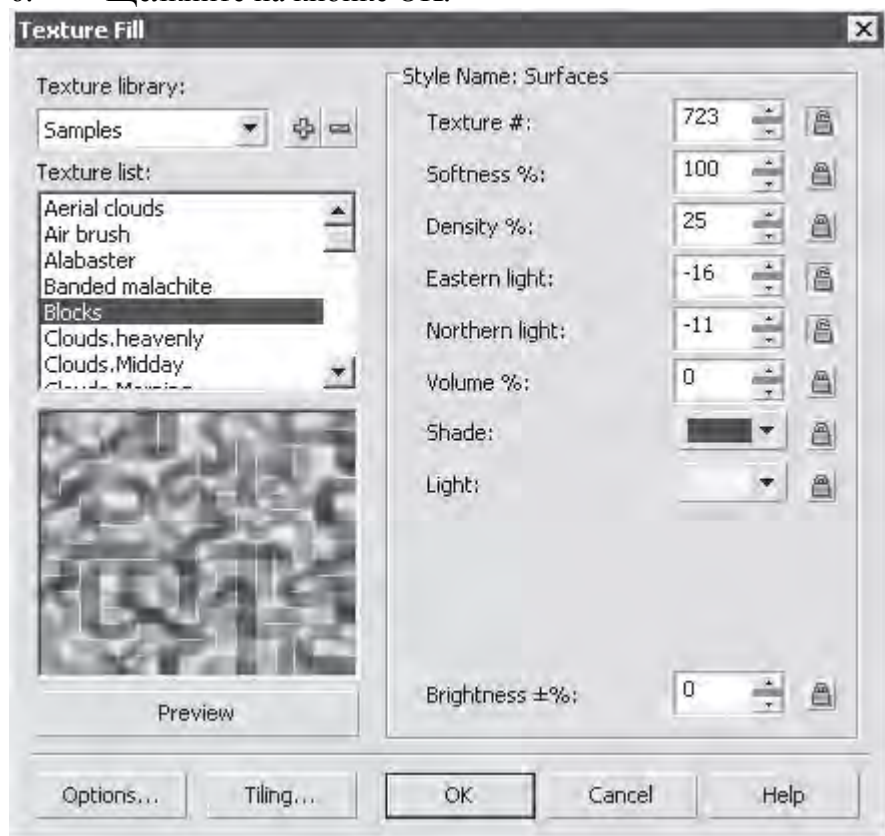 Texture Fill
Texture library:
Samples
Texture list:
Aerial clouds
Air brush
Alabaster
Banded malachite
Blocks
Clouds.heavenly
Clouds.Midday
Preview
Style Name: Surfaces
Texture #: 723
Softness %: 100
Density %: 25
Eastern light: -16
Northern light: -11
Volume %: 0
Shade:
Light:
Brightness ±%: 0
Options... Tiling... OK Cancel Help